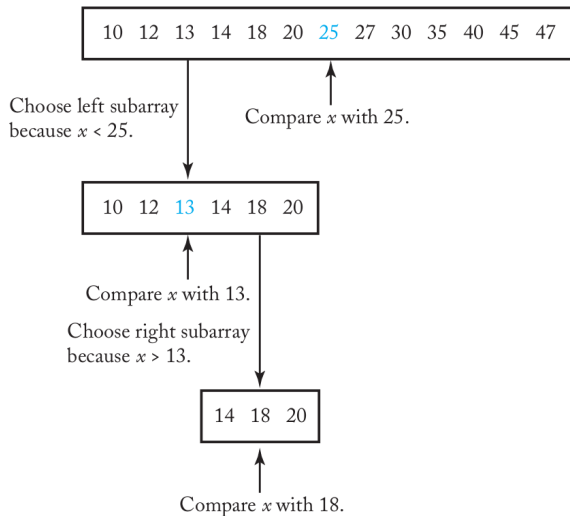 10 12 13 14 18 20 25 27 30 35 40 45 47
Choose left subarray
because x < 25.
Compare x with 25.
10 12 13 14 18 20
Compare x with 13.
Choose right subarray
because x > 13.
14 18 20
Compare x with 18.